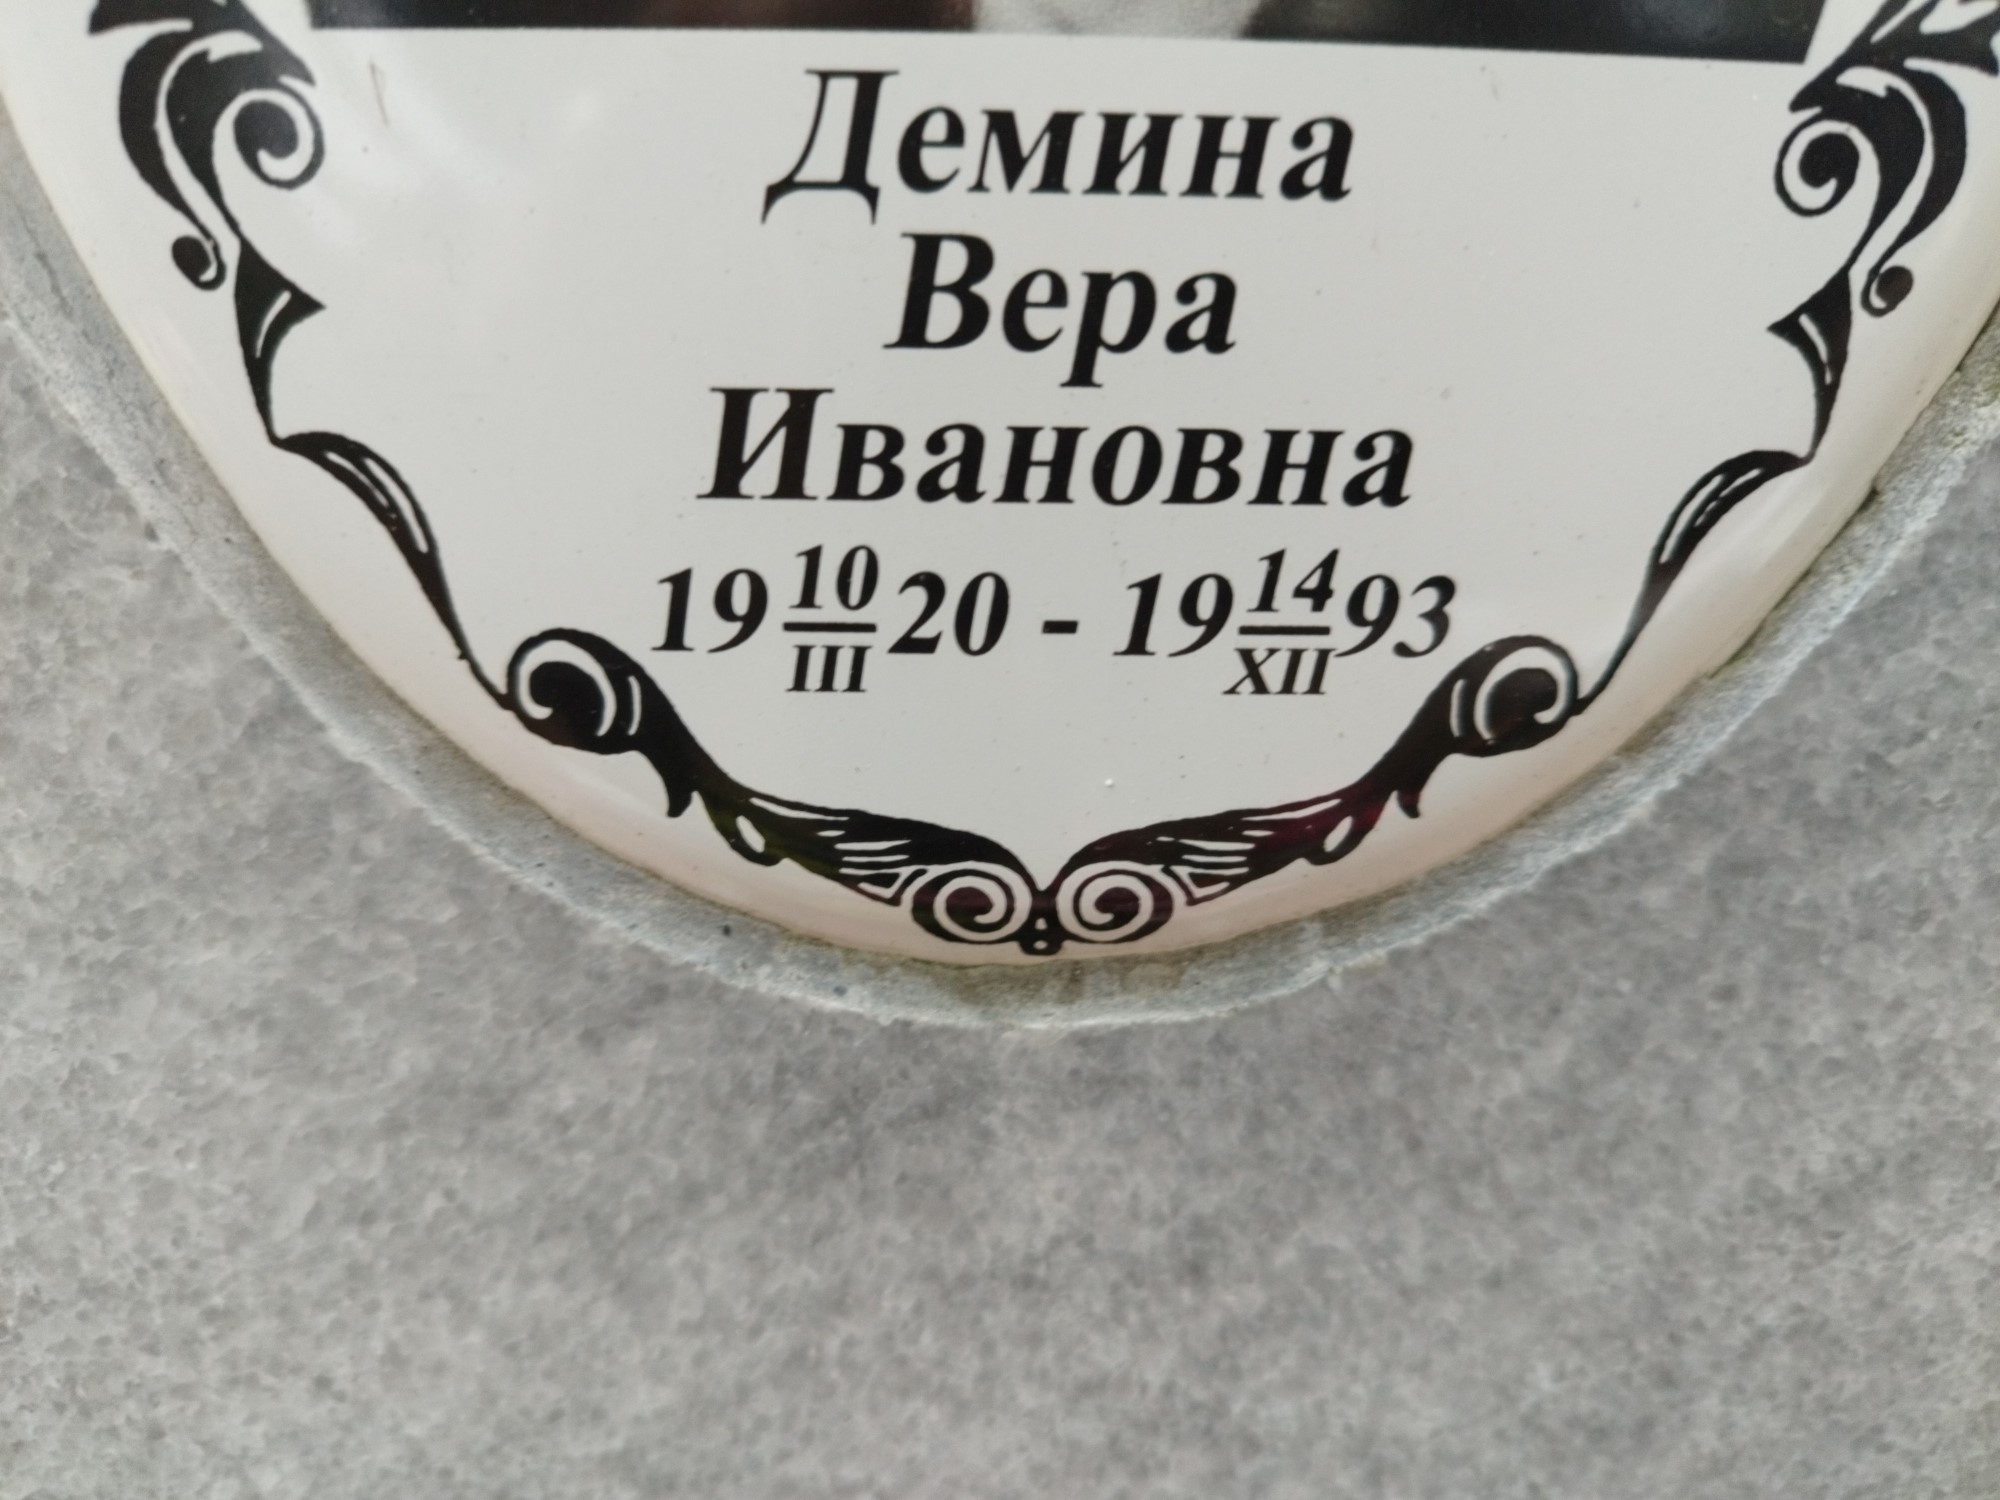 Демина
Вера
Ивановна
19 10/III 20 - 19 14/XII 93